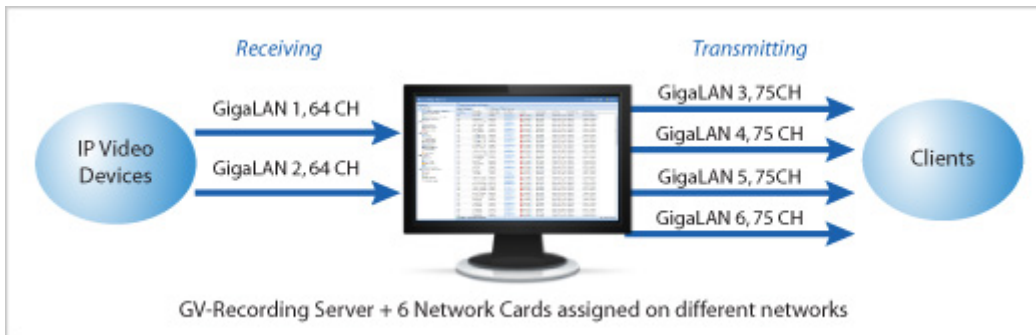 Receiving
Transmitting
GigaLAN 1, 64 CH
GigaLAN 2, 64 CH
IP Video
Devices
GigaLAN 3, 75CH
GigaLAN 4, 75 CH
GigaLAN 5, 75CH
GigaLAN 6, 75 CH
Clients
GV-Recording Server + 6 Network Cards assigned on different networks